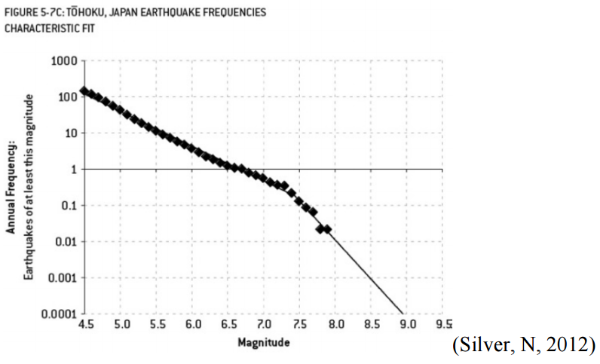 FIGURE 5-7C: TŌHOKU, JAPAN EARTHQUAKE FREQUENCIES
CHARACTERISTIC FIT
Annual Frequency:
Earthquakes of at least this magnitude
1000
100
10
1
0.1
0.01
0.001
0.0001
4.5 5.0 5.5 6.0 6.5 7.0 7.5 8.0 8.5 9.0 9.5
Magnitude
(Silver, N, 2012)